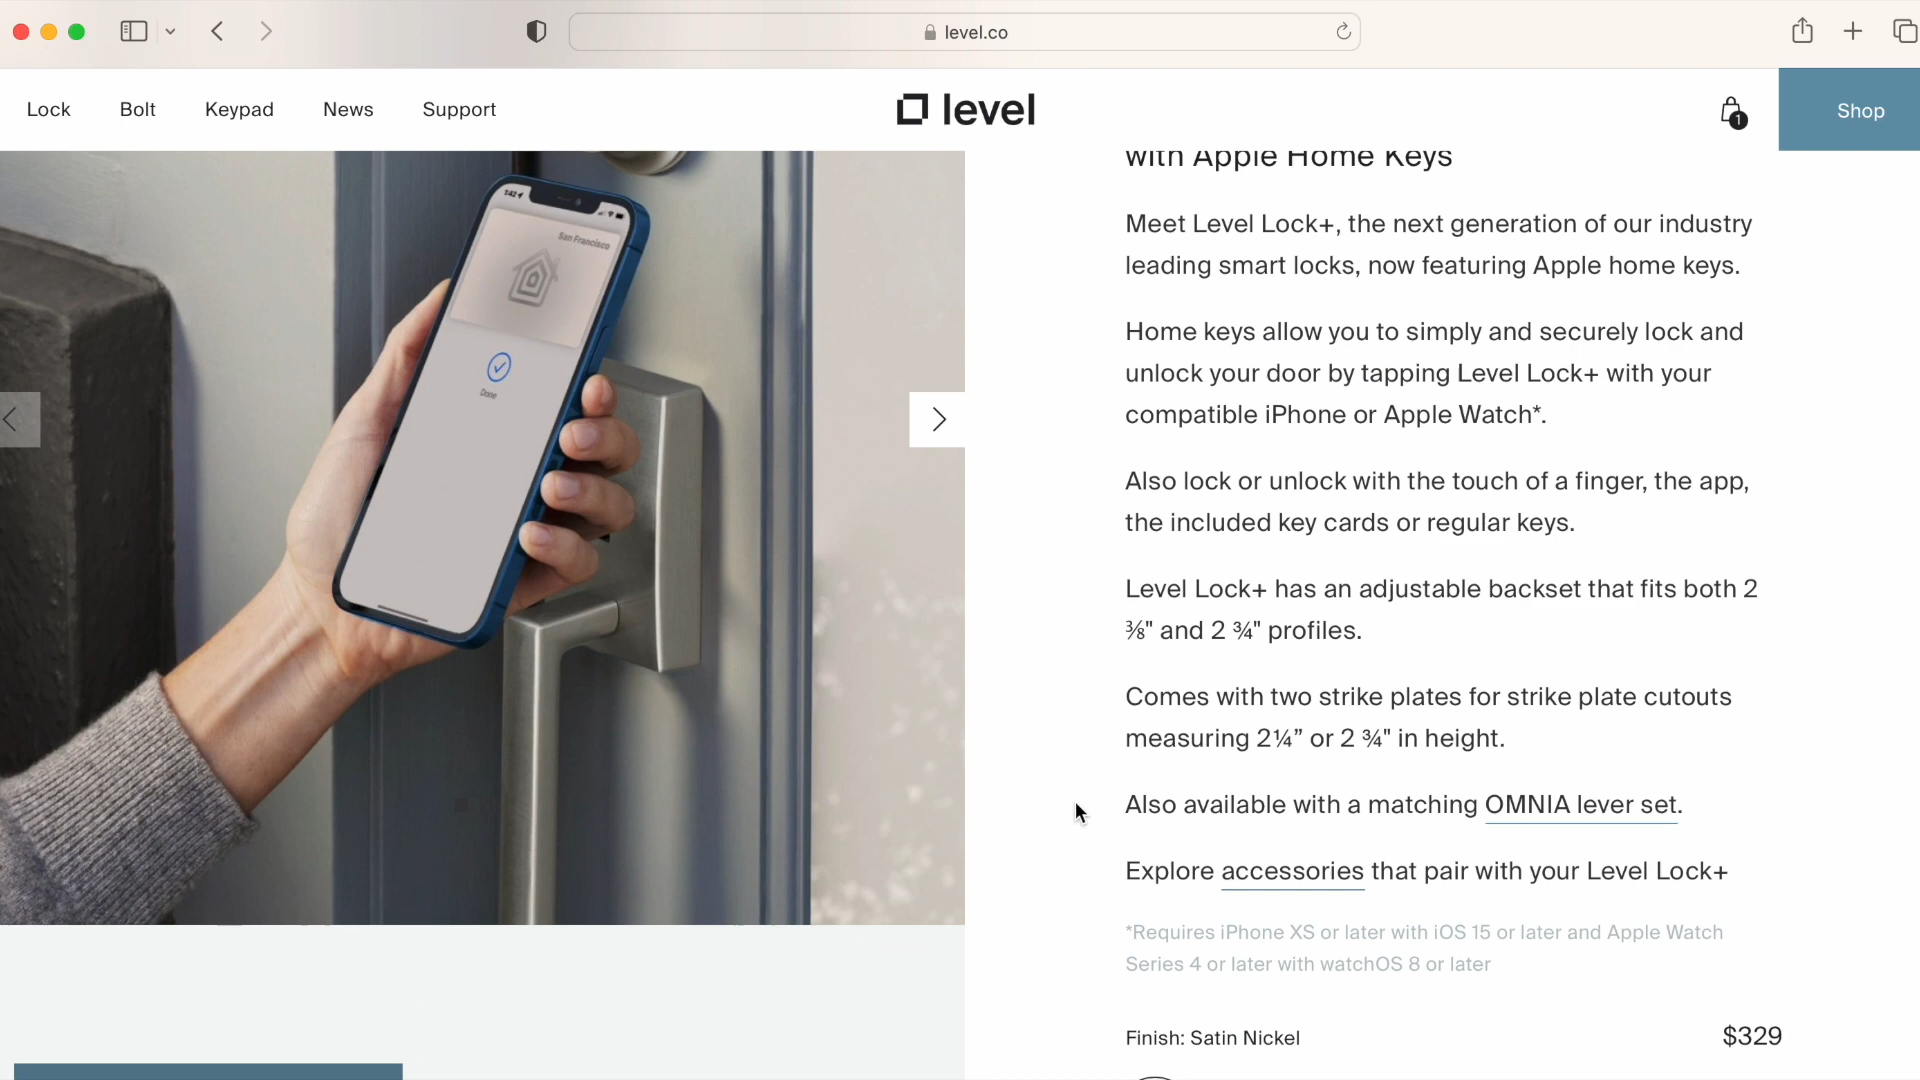 level.co
Lock Bolt Keypad News Support
level
1
Shop
with Apple Home Keys
Meet Level Lock+, the next generation of our industry
leading smart locks, now featuring Apple home keys.
Home keys allow you to simply and securely lock and
unlock your door by tapping Level Lock+ with your
compatible iPhone or Apple Watch*.
Also lock or unlock with the touch of a finger, the app,
the included key cards or regular keys.
Level Lock+ has an adjustable backset that fits both 2
⅜" and 2 ¾" profiles.
Comes with two strike plates for strike plate cutouts
measuring 2¼” or 2 ¾" in height.
Also available with a matching OMNIA lever set.
Explore accessories that pair with your Level Lock+
*Requires iPhone XS or later with iOS 15 or later and Apple Watch
Series 4 or later with watchOS 8 or later
Finish: Satin Nickel
$329
1:42
San Francisco
Done